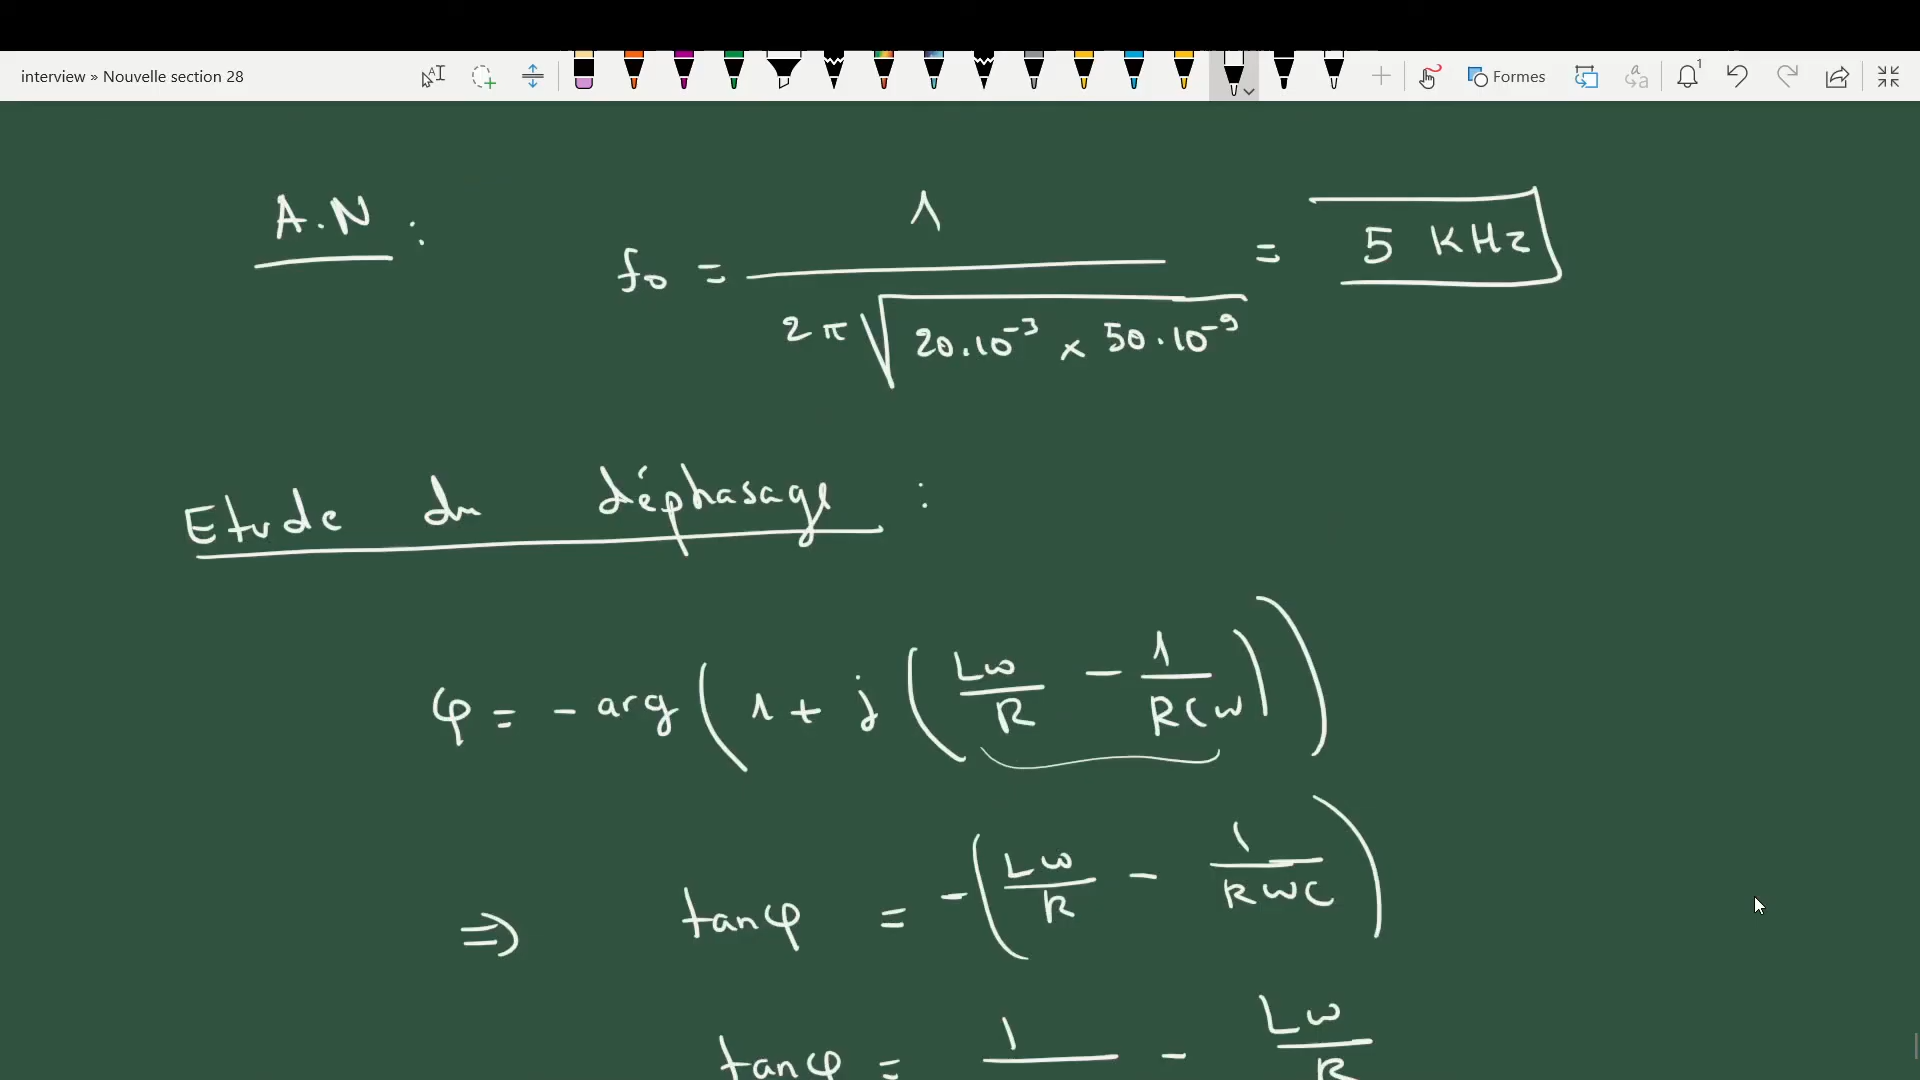 interview » Nouvelle section 28 Formes 1
A.N : f₀ = 1 / (2π √(20.10⁻³ × 50.10⁻⁹)) = 5 KHz
Etude du déphasage :
φ = - arg(1 + j(Lω/R - 1/RCω))
⇒ tanφ = -(Lω/R - 1/RωC)
tanφ = 1 - Lω/R